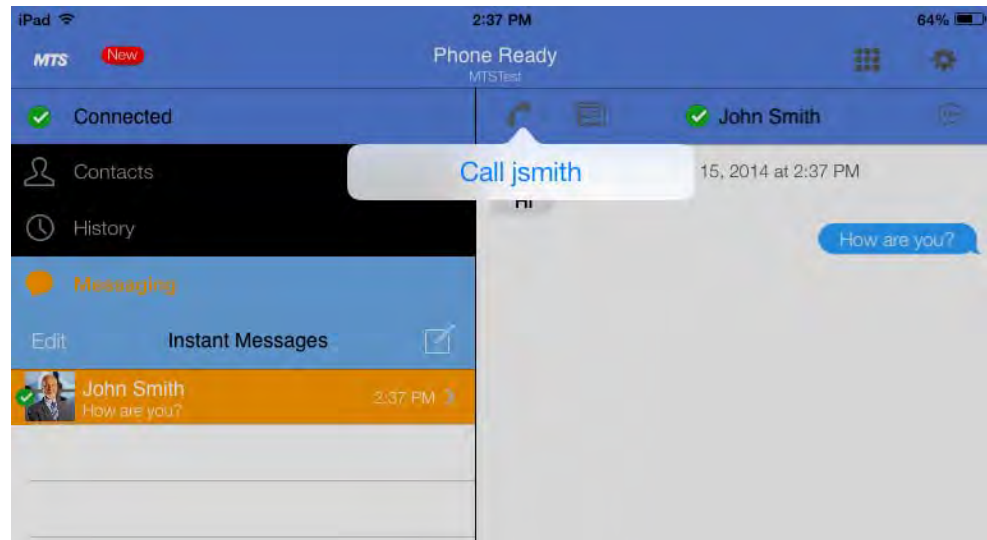 iPad 2:37 PM 64%
MTS New Phone Ready
MTSTest
Connected John Smith
Contacts Call jsmith 15, 2014 at 2:37 PM
Hi
History How are you?
Messaging
Edit Instant Messages
John Smith 2:37 PM
How are you?